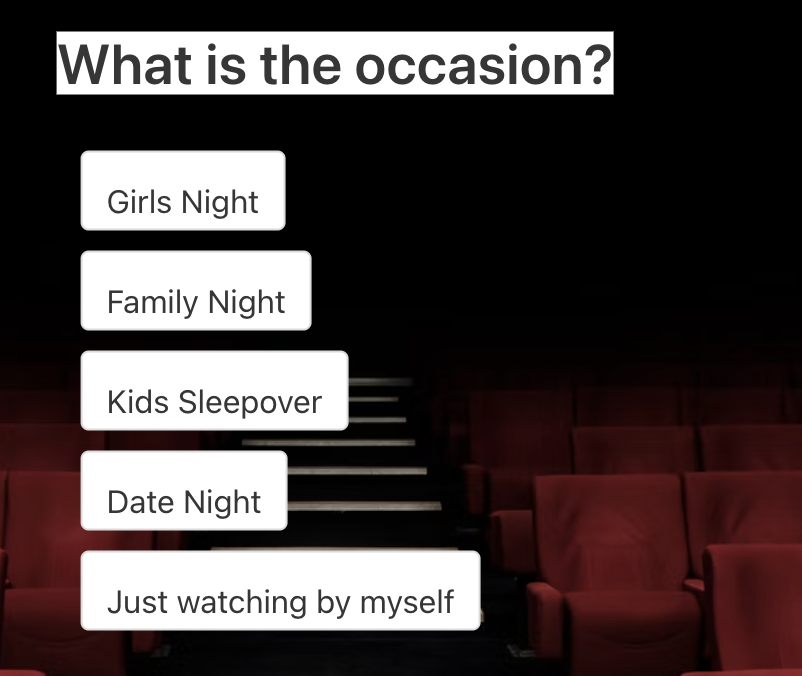 What is the occasion?
Girls Night
Family Night
Kids Sleepover
Date Night
Just watching by myself